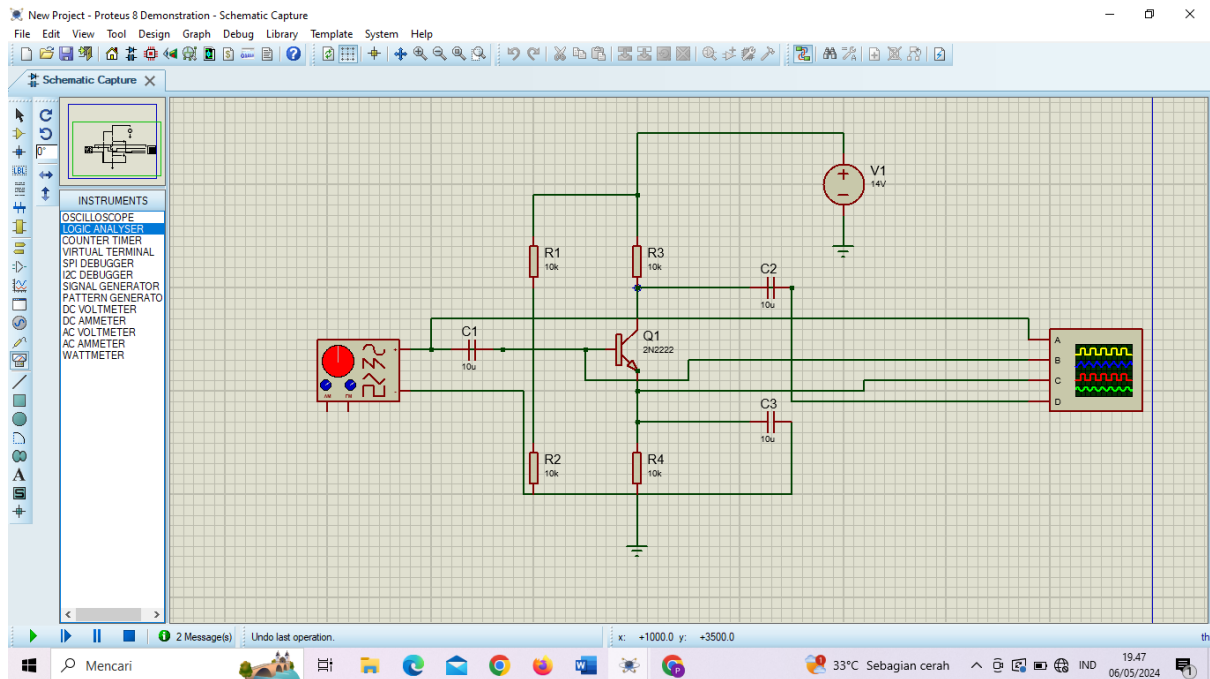 New Project - Proteus 8 Demonstration - Schematic Capture
File Edit View Tool Design Graph Debug Library Template System Help
Schematic Capture
0°
LBL
INSTRUMENTS
OSCILLOSCOPE
LOGIC ANALYSER
COUNTER TIMER
VIRTUAL TERMINAL
SPI DEBUGGER
I2C DEBUGGER
SIGNAL GENERATOR
PATTERN GENERATO
DC VOLTMETER
DC AMMETER
AC VOLTMETER
AC AMMETER
WATTMETER
A
S
V1
14V
R1
10k
R3
10k
C2
10u
C1
10u
Q1
2N2222
AM FM
+
-
A
B
C
D
C3
10u
R2
10k
R4
10k
2 Message(s) Undo last operation.
x: +1000.0 y: +3500.0
th
Mencari
33°C Sebagian cerah
IND
19.47
06/05/2024
1